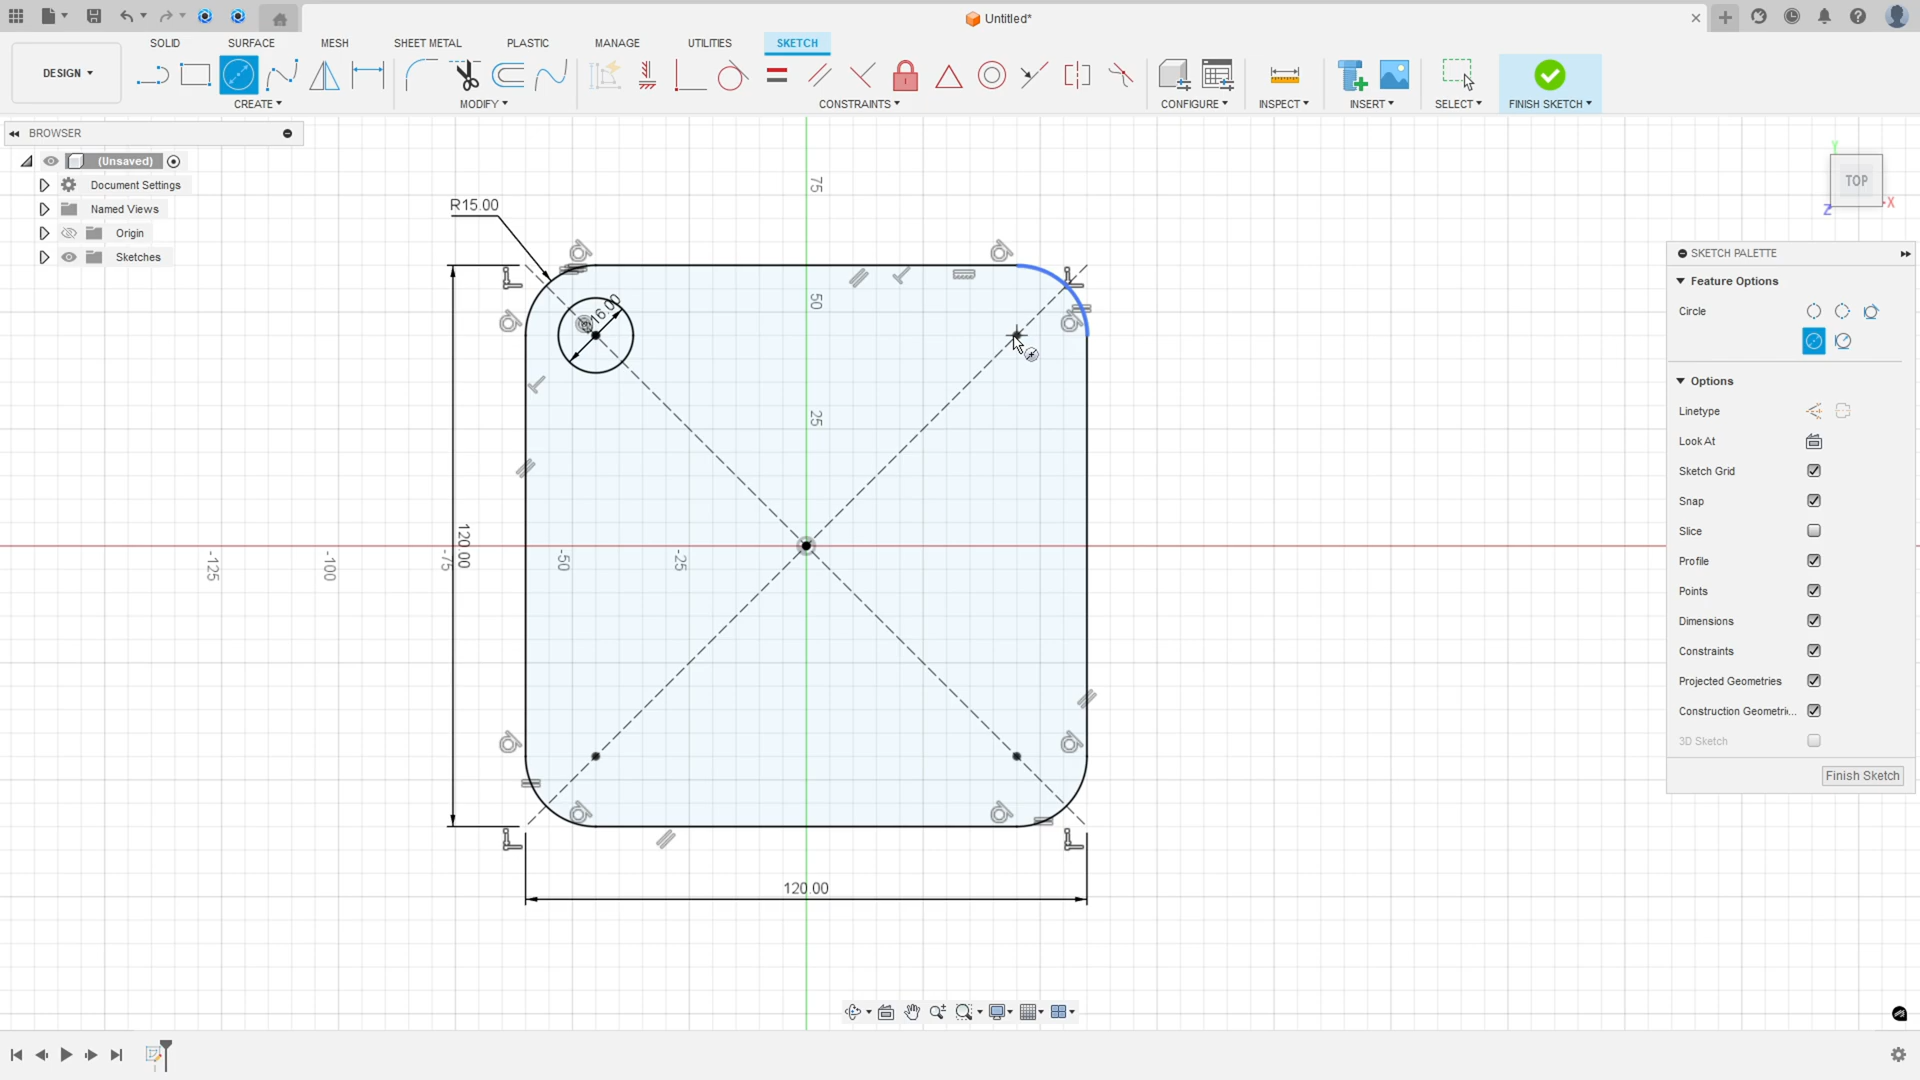 Untitled*
SOLID SURFACE MESH SHEET METAL PLASTIC MANAGE UTILITIES SKETCH
DESIGN
CREATE MODIFY CONSTRAINTS CONFIGURE INSPECT INSERT SELECT FINISH SKETCH
BROWSER
(Unsaved)
Document Settings
Named Views
Origin
Sketches
R15.00
Ø16.00
75
50
25
-125
-100
-75
-50
-25
120.00
120.00
Y
TOP
X
Z
SKETCH PALETTE
Feature Options
Circle
Options
Linetype
Look At
Sketch Grid
Snap
Slice
Profile
Points
Dimensions
Constraints
Projected Geometries
Construction Geometri...
3D Sketch
Finish Sketch